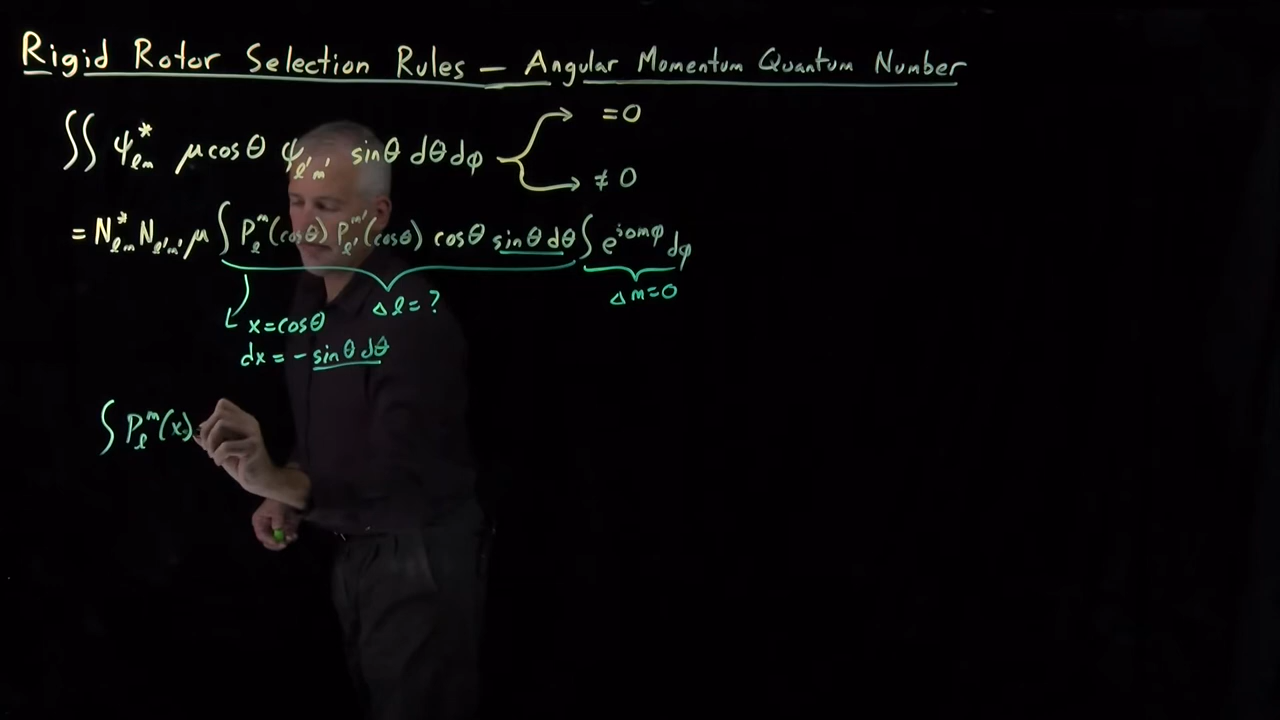 Rigid Rotor Selection Rules — Angular Momentum Quantum Number
∬ ψ*ₗₘ μ cos θ ψₗ′ₘ′ sin θ dθ dφ → = 0
→ ≠ 0
= N*ₗₘ Nₗ′ₘ′ μ ∫ Pₗᵐ(cos θ) Pₗ′ᵐ′(cos θ) cos θ sin θ dθ ∫ e^{iΔmφ} dφ
Δℓ = ?
Δm = 0
x = cos θ
dx = − sin θ dθ
∫ Pₗᵐ(x)